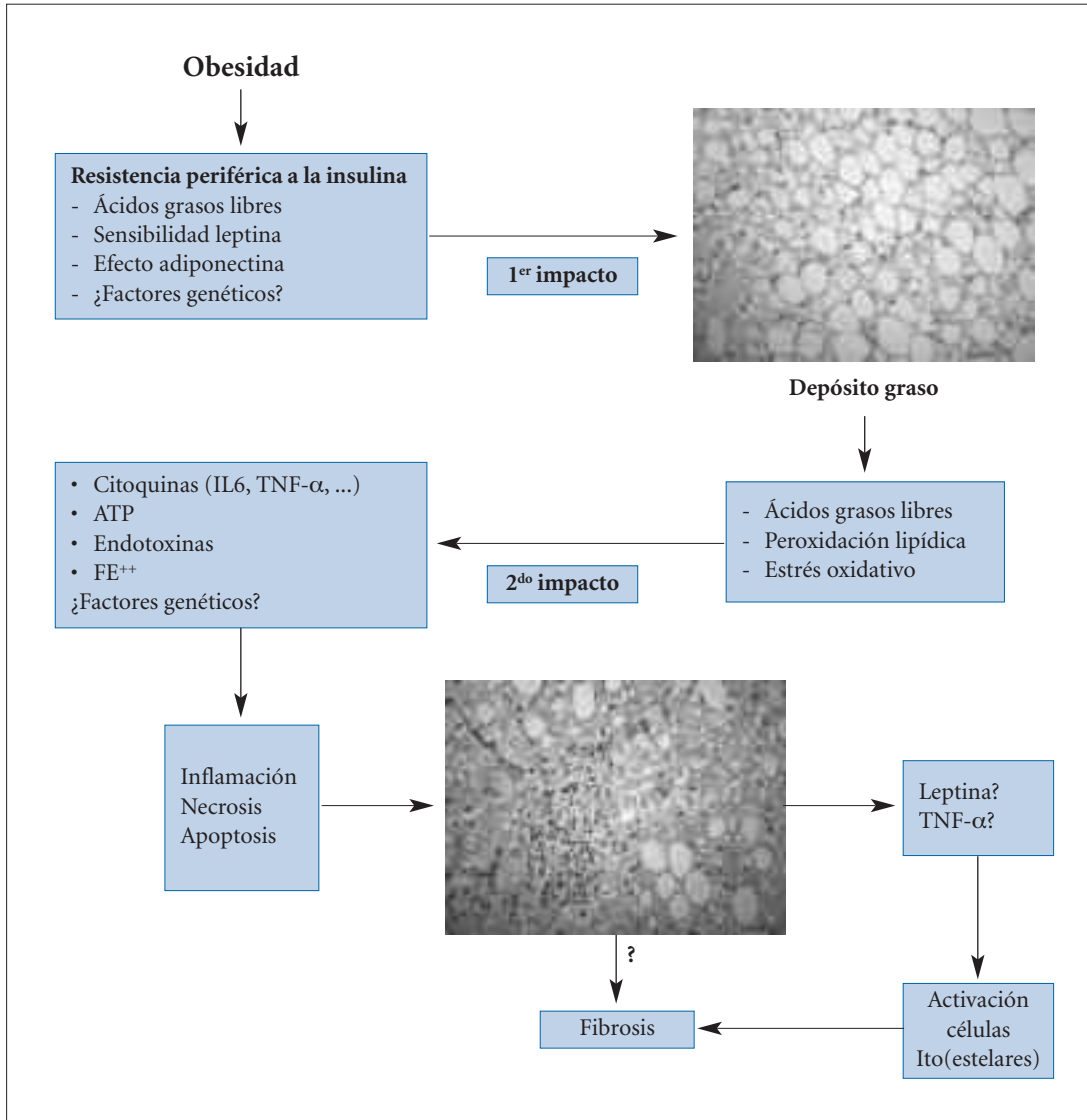 Obesidad
Resistencia periférica a la insulina
- Ácidos grasos libres
- Sensibilidad leptina
- Efecto adiponectina
- ¿Factores genéticos?
1er impacto
Depósito graso
- Ácidos grasos libres
- Peroxidación lipídica
- Estrés oxidativo
2do impacto
• Citoquinas (IL6, TNF-α, ...)
• ATP
• Endotoxinas
• FE++
¿Factores genéticos?
Inflamación
Necrosis
Apoptosis
Leptina?
TNF-α?
?
Activación
células
Ito(estelares)
Fibrosis